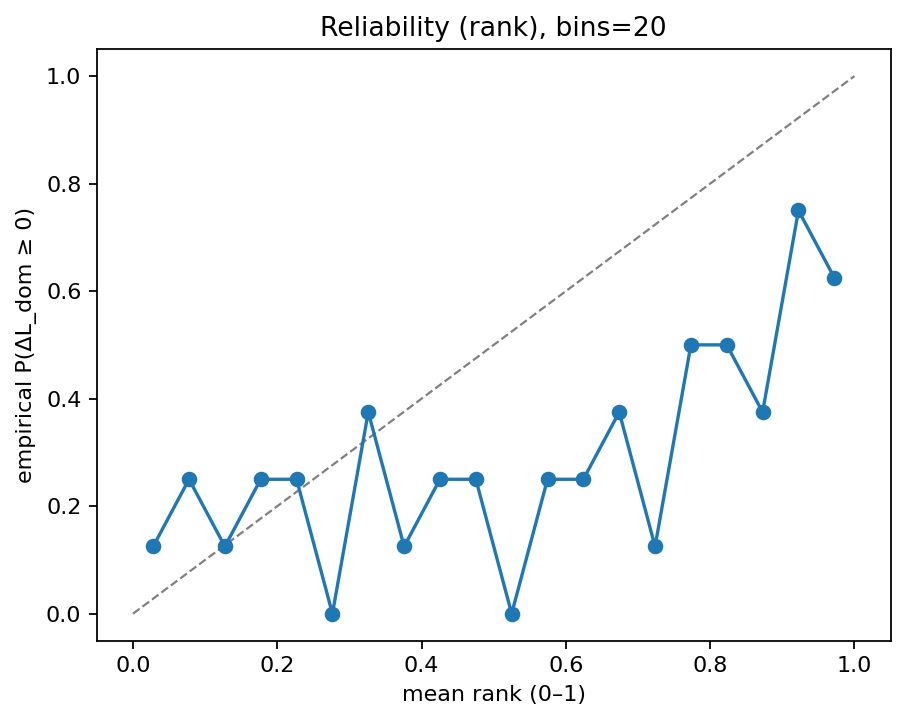 Reliability (rank), bins=20
empirical P(ΔL_dom ≥ 0)
1.0
0.8
0.6
0.4
0.2
0.0
0.0 0.2 0.4 0.6 0.8 1.0
mean rank (0–1)